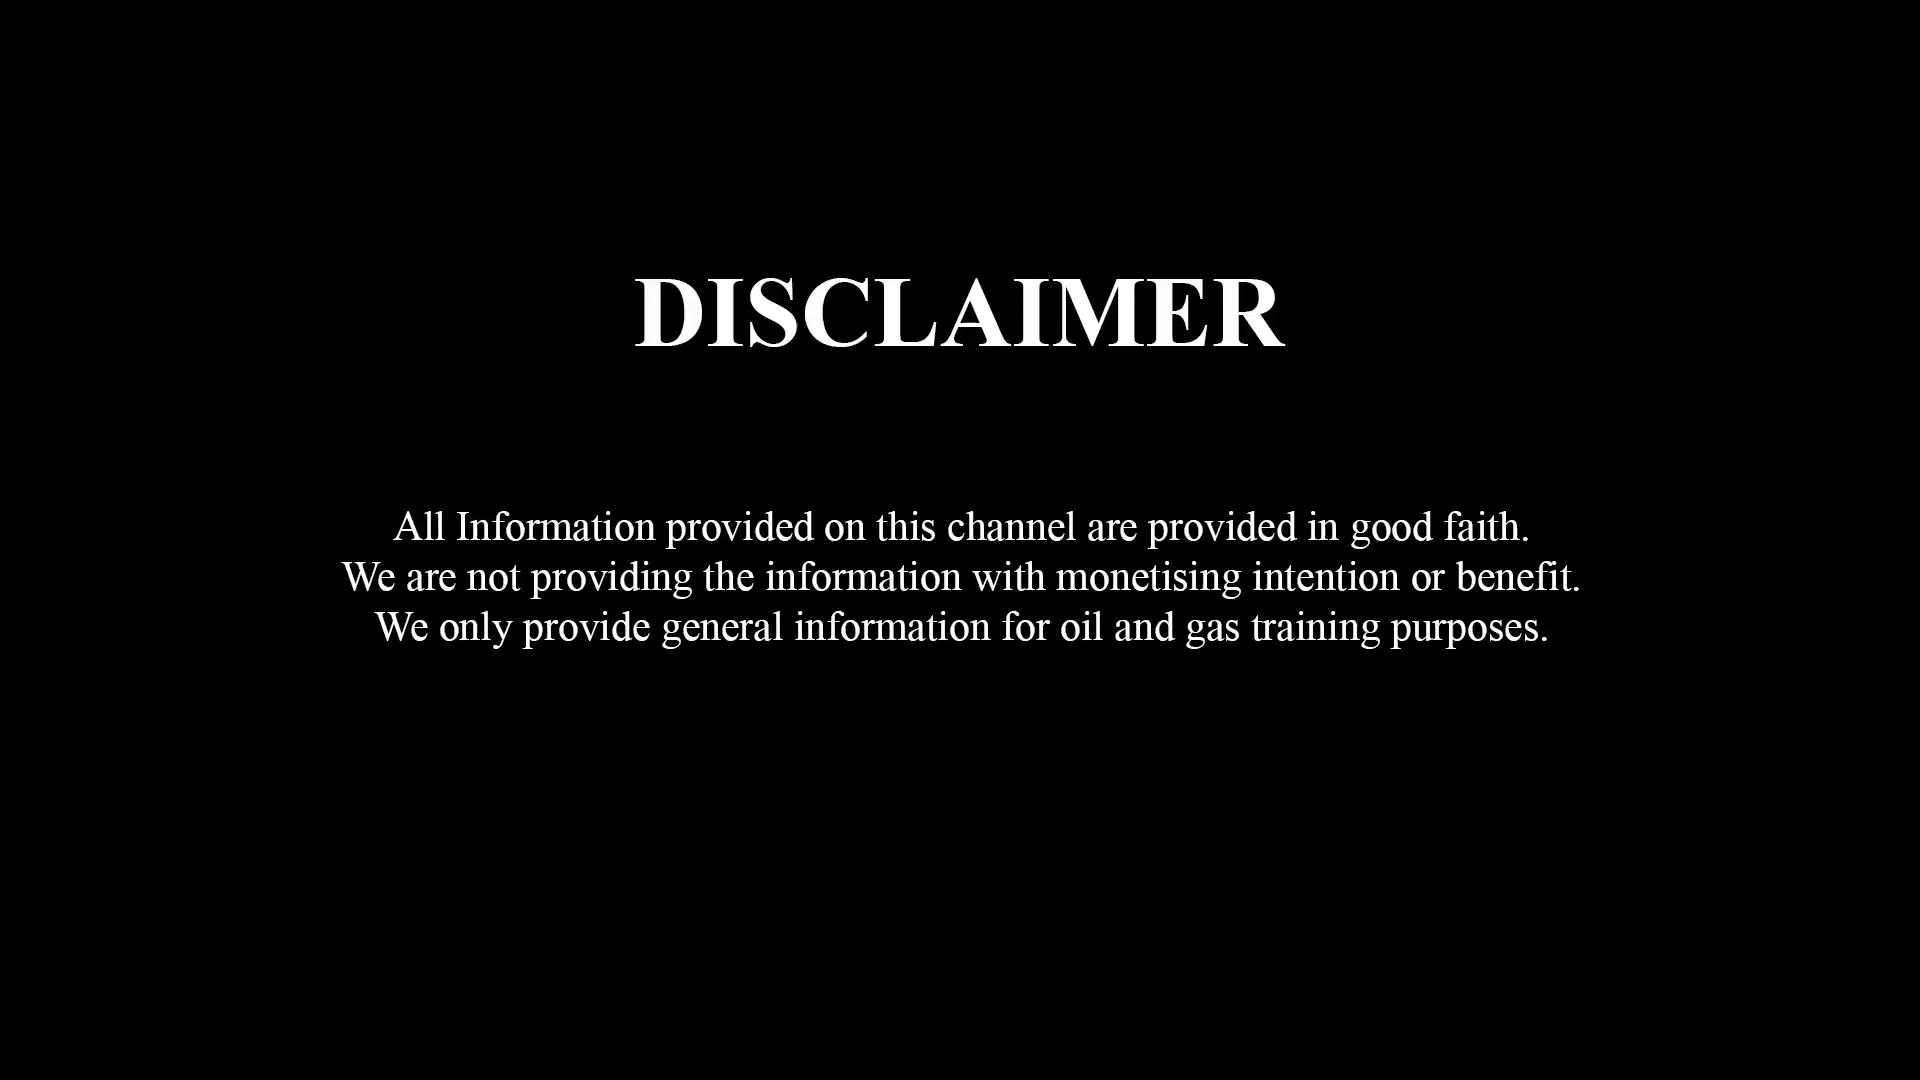 DISCLAIMER
All Information provided on this channel are provided in good faith.
We are not providing the information with monetising intention or benefit.
We only provide general information for oil and gas training purposes.